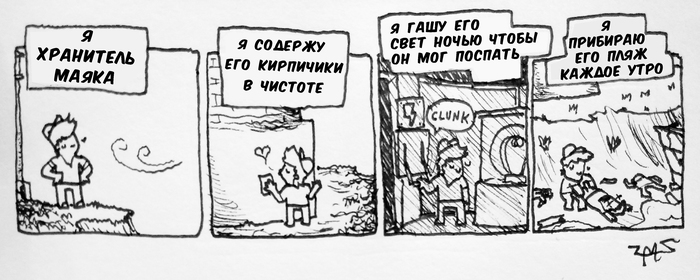 Я
ХРАНИТЕЛЬ
МАЯКА
Я СОДЕРЖУ
ЕГО КИРПИЧИКИ
В ЧИСТОТЕ
Я ГАШУ ЕГО
СВЕТ НОЧЬЮ ЧТОБЫ
ОН МОГ ПОСПАТЬ
CLUNK
Я
ПРИБИРАЮ
ЕГО ПЛЯЖ
КАЖДОЕ УТРО